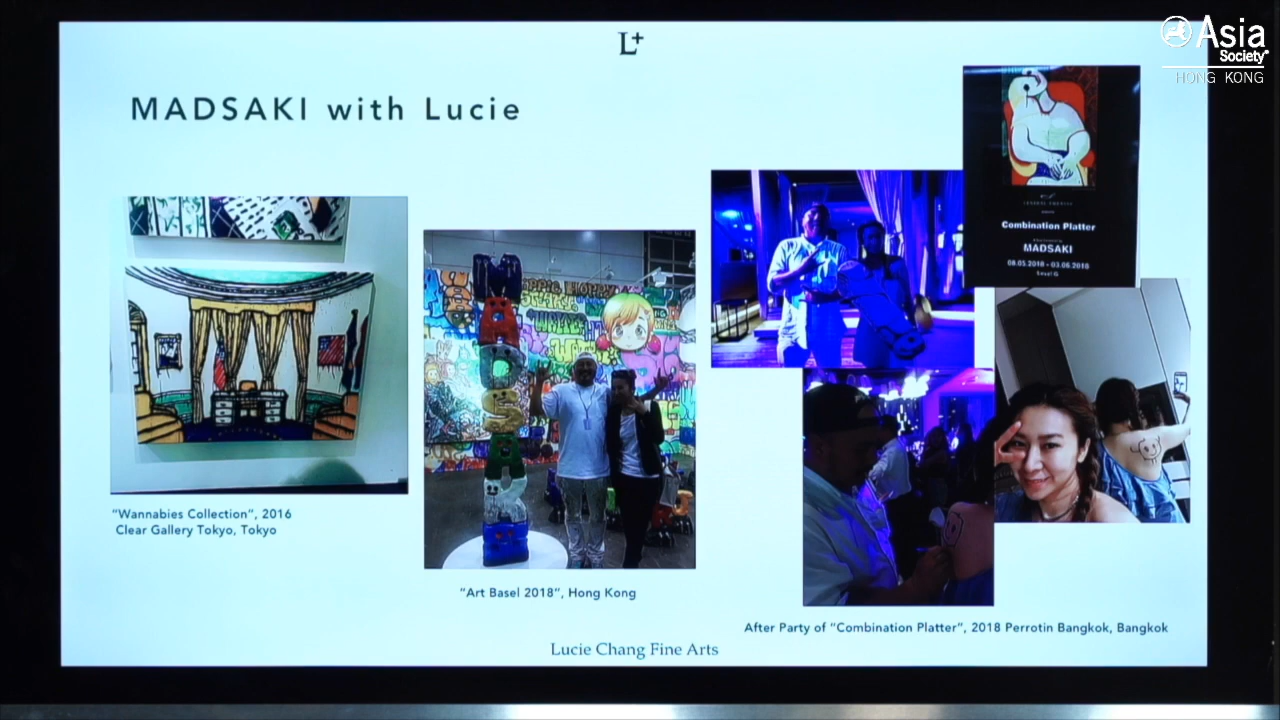 L+
Asia
Society
HONG KONG
MADSAKI with Lucie
Combination Platter
MADSAKI
MADSAKI
"Wannabies Collection", 2016
Clear Gallery Tokyo, Tokyo
"Art Basel 2018", Hong Kong
After Party of "Combination Platter", 2018 Perrotin Bangkok, Bangkok
Lucie Chang Fine Arts